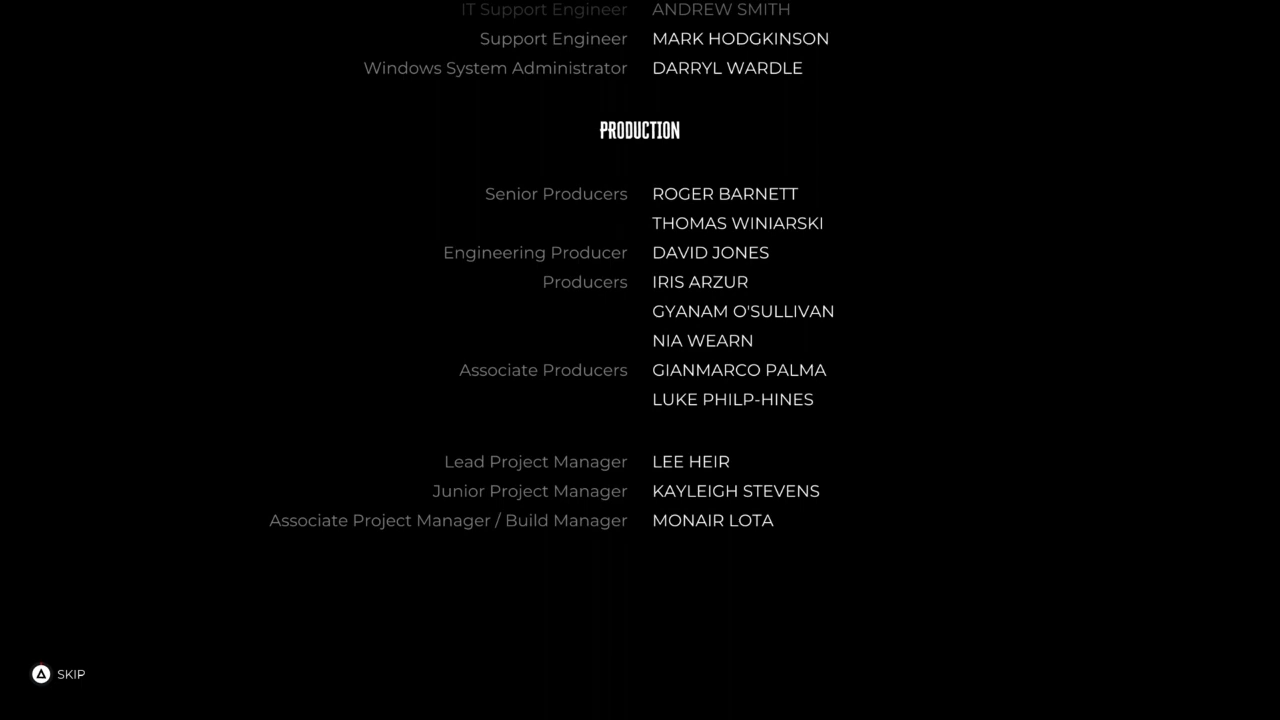 IT Support Engineer ANDREW SMITH
Support Engineer MARK HODGKINSON
Windows System Administrator DARRYL WARDLE
PRODUCTION
Senior Producers ROGER BARNETT
THOMAS WINIARSKI
Engineering Producer DAVID JONES
Producers IRIS ARZUR
GYANAM O'SULLIVAN
NIA WEARN
Associate Producers GIANMARCO PALMA
LUKE PHILP-HINES
Lead Project Manager LEE HEIR
Junior Project Manager KAYLEIGH STEVENS
Associate Project Manager / Build Manager MONAIR LOTA
SKIP